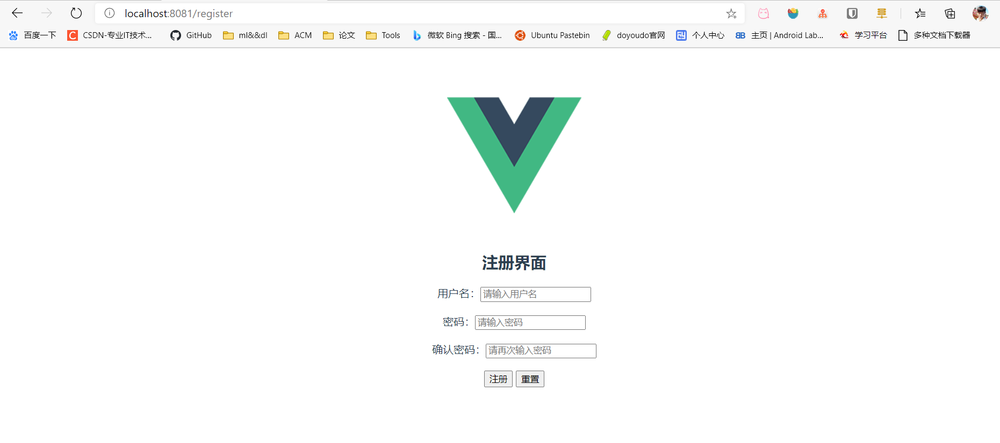 localhost:8081/register
百度一下 CSDN-专业IT技术... GitHub ml&&dl ACM 论文 Tools 微软 Bing 搜索 - 国... Ubuntu Pastebin doyoudo官网 个人中心 主页 | Android Lab... 学习平台 多种文档下载器
注册界面
用户名： 请输入用户名
密码： 请输入密码
确认密码： 请再次输入密码
注册 重置